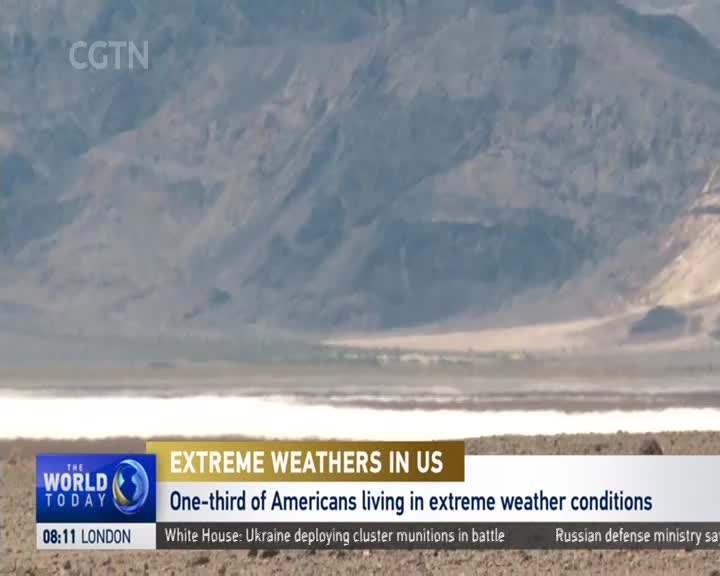 CGTN
EXTREME WEATHERS IN US
THE
WORLD
TODAY
One-third of Americans living in extreme weather conditions
08:11 LONDON
White House: Ukraine deploying cluster munitions in battle
Russian defense ministry sa